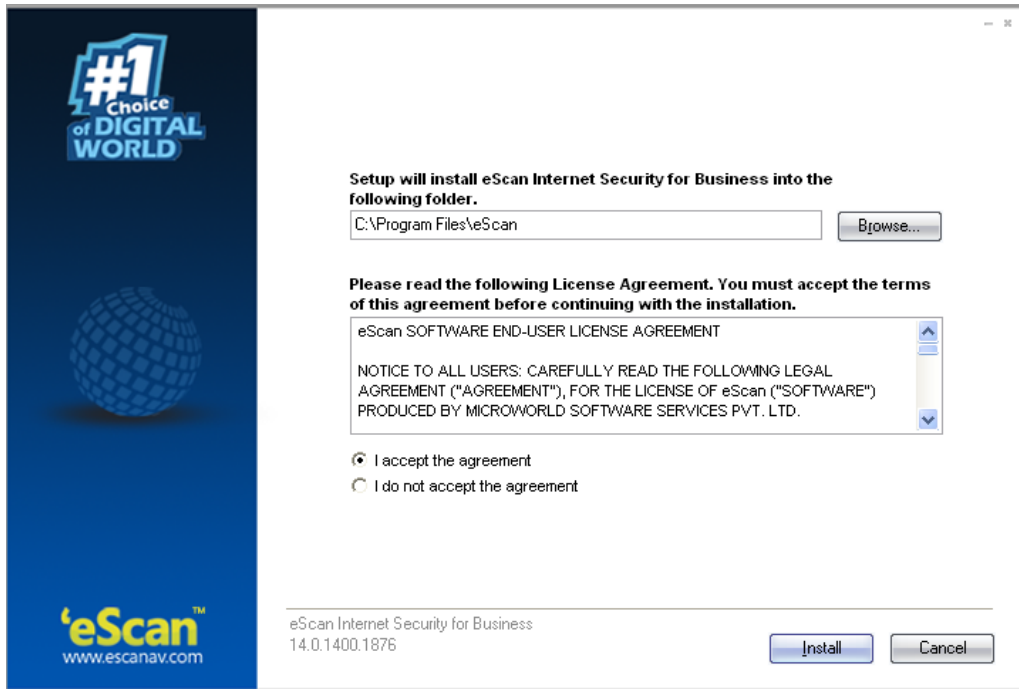 #1
Choice
of DIGITAL
WORLD
Setup will install eScan Internet Security for Business into the
following folder.
C:\Program Files\eScan
Browse...
Please read the following License Agreement. You must accept the terms
of this agreement before continuing with the installation.
eScan SOFTWARE END-USER LICENSE AGREEMENT
NOTICE TO ALL USERS: CAREFULLY READ THE FOLLOWING LEGAL
AGREEMENT ("AGREEMENT"), FOR THE LICENSE OF eScan ("SOFTWARE")
PRODUCED BY MICROWORLD SOFTWARE SERVICES PVT. LTD.
I accept the agreement
I do not accept the agreement
'eScan™
www.escanav.com
eScan Internet Security for Business
14.0.1400.1876
Install
Cancel